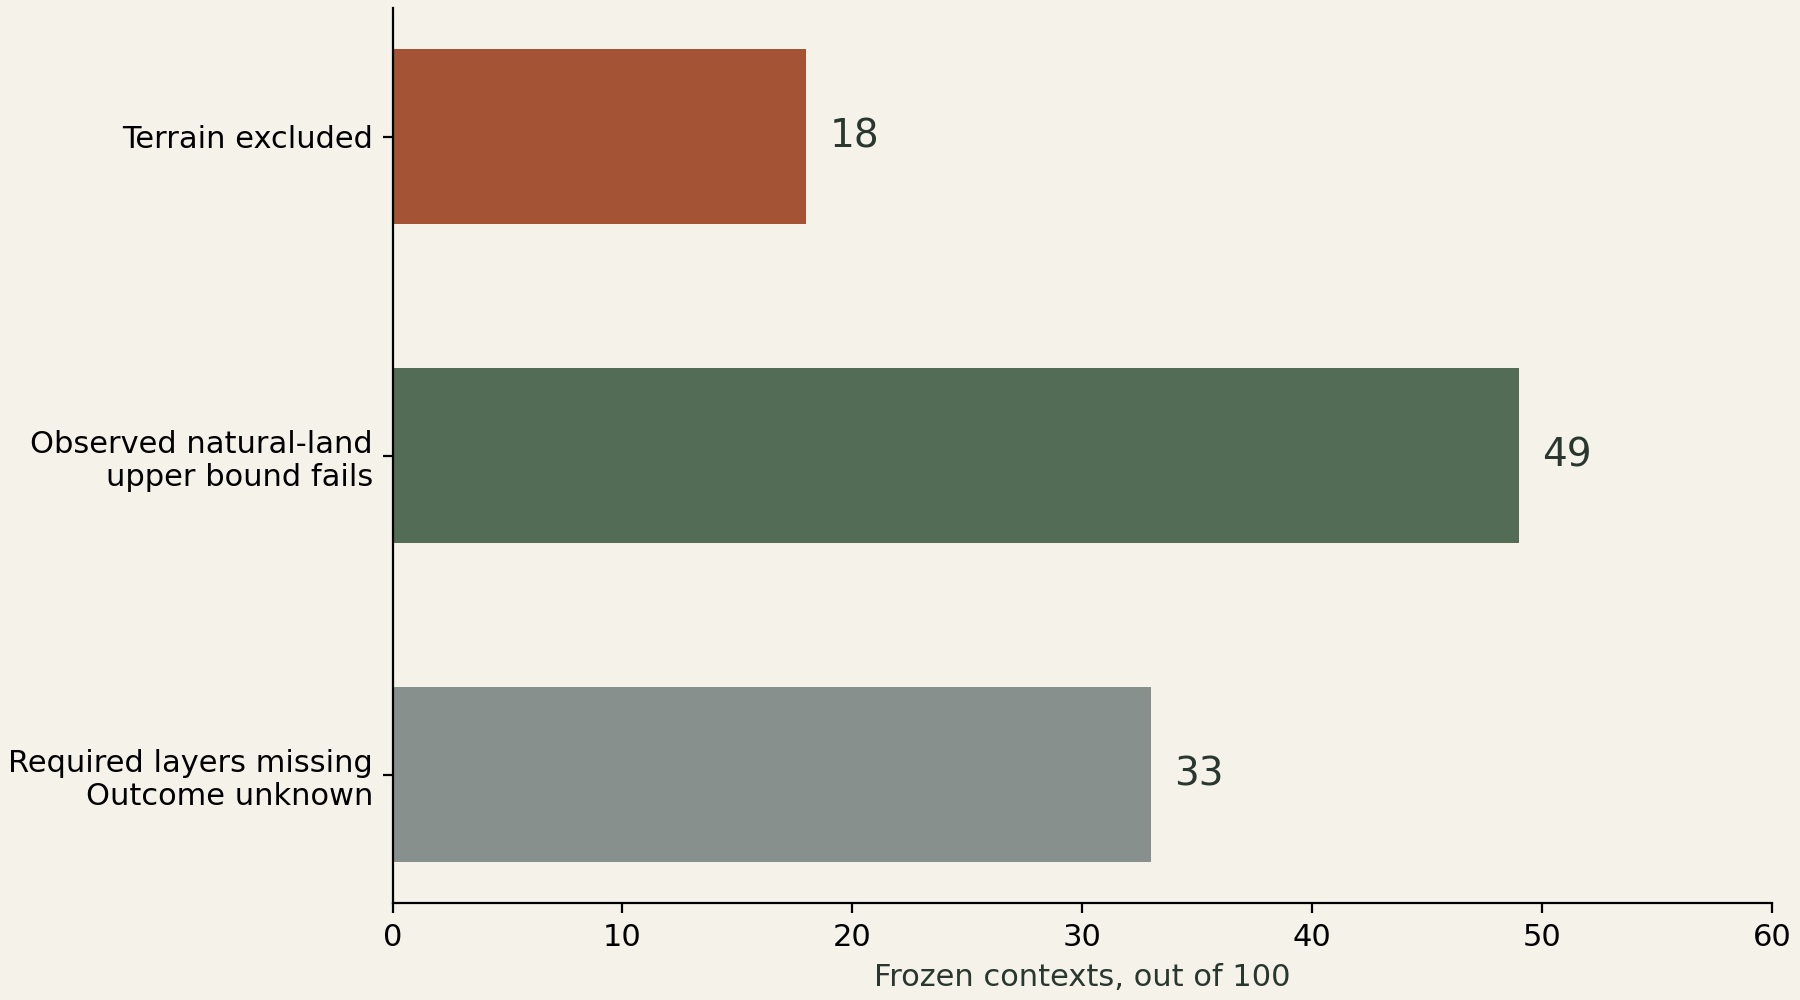 Terrain excluded
18
Observed natural-land
upper bound fails
49
Required layers missing
Outcome unknown
33
0 10 20 30 40 50 60
Frozen contexts, out of 100